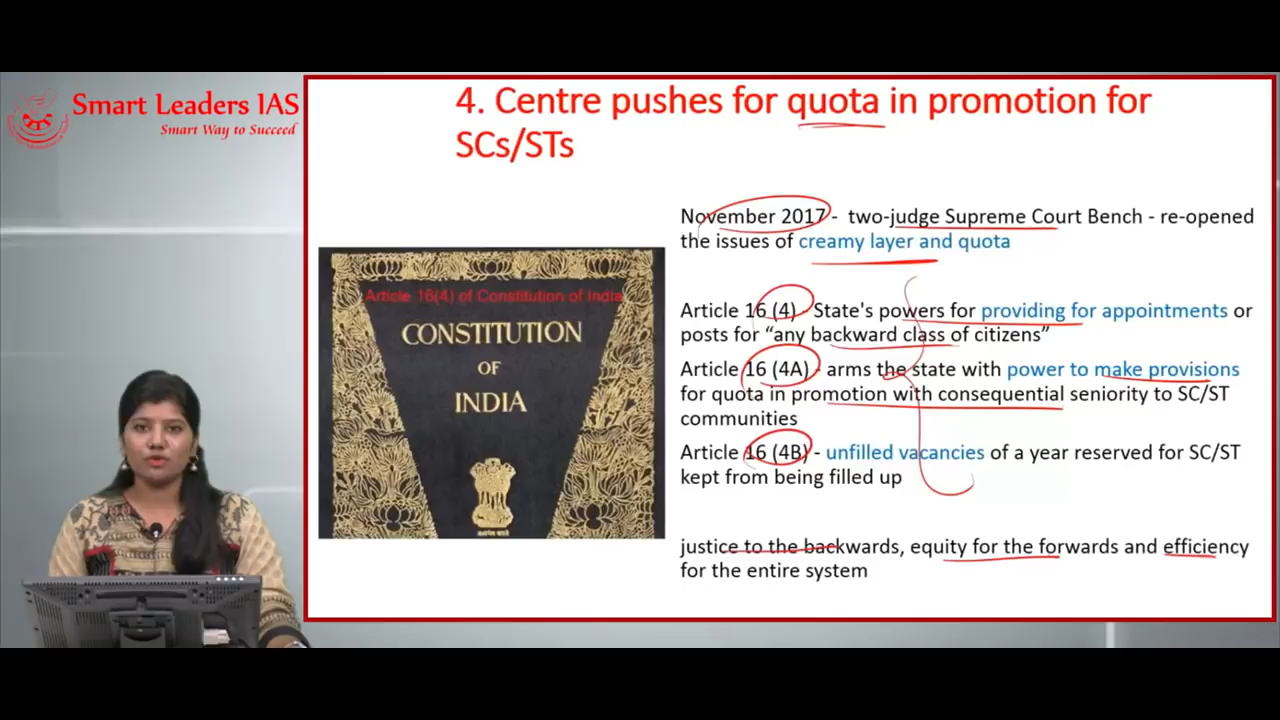 Smart Leaders IAS
Smart Way to Succeed
4. Centre pushes for quota in promotion for
SCs/STs
November 2017 - two-judge Supreme Court Bench - re-opened
the issues of creamy layer and quota
Article 16(4) of Constitution of India
CONSTITUTION
OF
INDIA
Article 16 (4) - State's powers for providing for appointments or
posts for “any backward class of citizens”
Article 16 (4A) - arms the state with power to make provisions
for quota in promotion with consequential seniority to SC/ST
communities
Article 16 (4B) - unfilled vacancies of a year reserved for SC/ST
kept from being filled up
justice to the backwards, equity for the forwards and efficiency
for the entire system